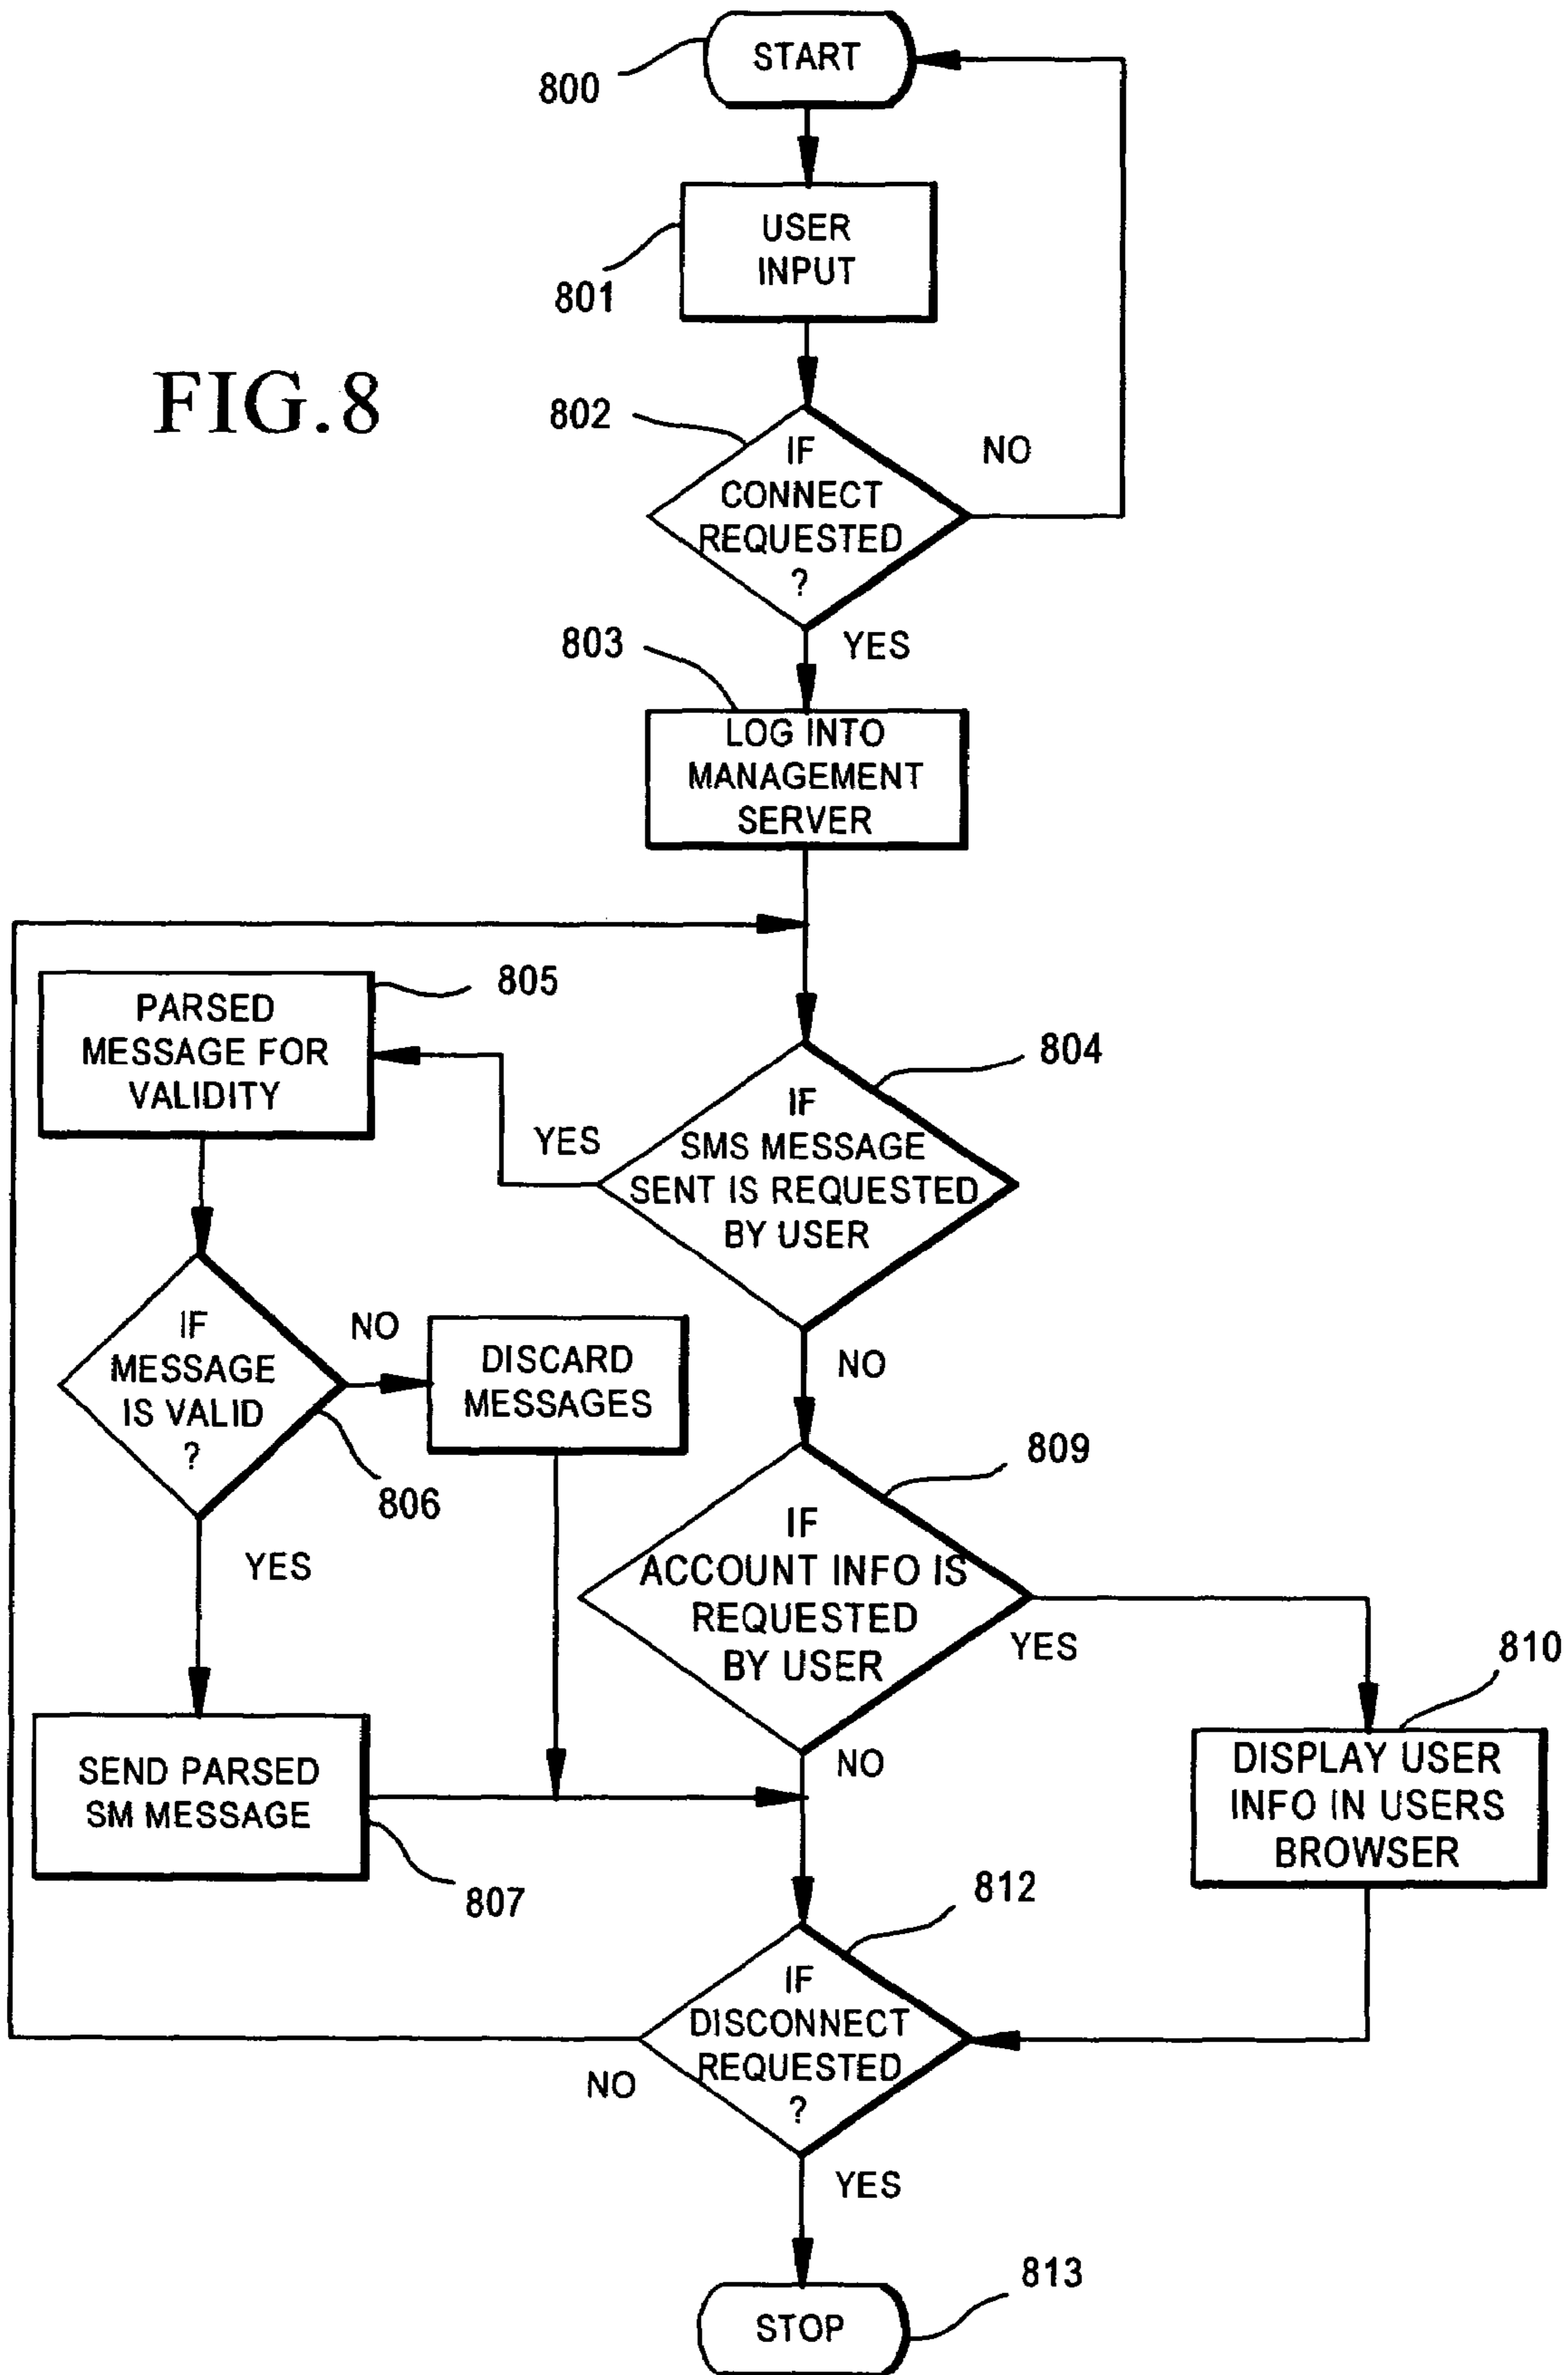 START
800
USER
INPUT
801
FIG.8
802
IF
CONNECT
REQUESTED
?
NO
YES
803
LOG INTO
MANAGEMENT
SERVER
805
PARSED
MESSAGE FOR
VALIDITY
804
IF
SMS MESSAGE
SENT IS REQUESTED
BY USER
YES
NO
IF
MESSAGE
IS VALID
?
NO
806
YES
DISCARD
MESSAGES
809
IF
ACCOUNT INFO IS
REQUESTED
BY USER
YES
NO
810
DISPLAY USER
INFO IN USERS
BROWSER
SEND PARSED
SM MESSAGE
807
812
IF
DISCONNECT
REQUESTED
?
NO
YES
813
STOP